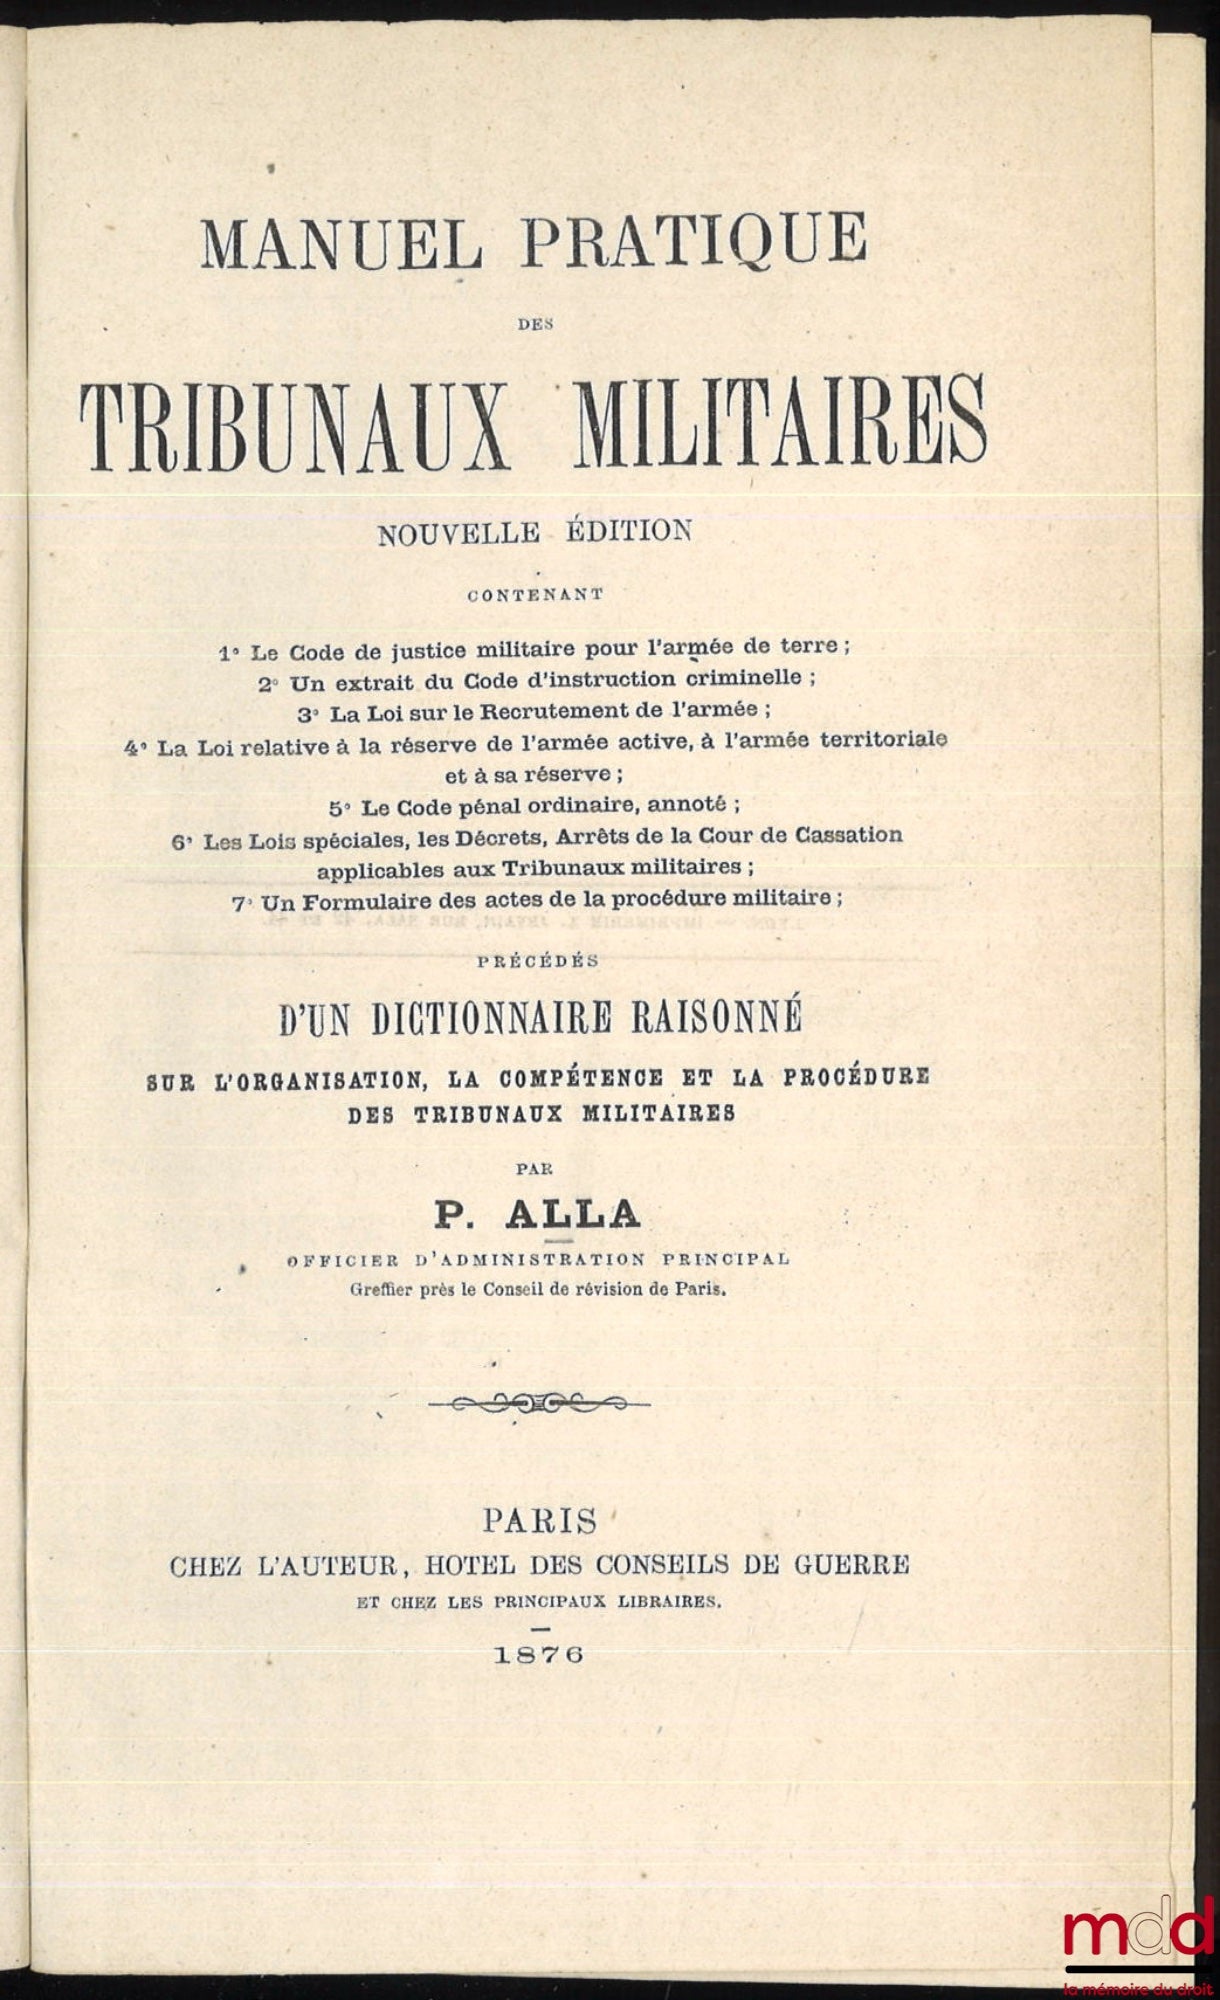 MANUEL PRATIQUE
DES
TRIBUNAUX MILITAIRES
NOUVELLE ÉDITION
CONTENANT
1° Le Code de justice militaire pour l'armée de terre ;
2° Un extrait du Code d'instruction criminelle ;
3° La Loi sur le Recrutement de l'armée ;
4° La Loi relative à la réserve de l'armée active, à l'armée territoriale
et à sa réserve ;
5° Le Code pénal ordinaire, annoté ;
6° Les Lois spéciales, les Décrets, Arrêts de la Cour de Cassation
applicables aux Tribunaux militaires ;
7° Un Formulaire des actes de la procédure militaire ;
PRÉCÉDÉS
D'UN DICTIONNAIRE RAISONNÉ
SUR L'ORGANISATION, LA COMPÉTENCE ET LA PROCÉDURE
DES TRIBUNAUX MILITAIRES
PAR
P. ALLA
OFFICIER D'ADMINISTRATION PRINCIPAL
Greffier près le Conseil de révision de Paris.
PARIS
CHEZ L'AUTEUR, HOTEL DES CONSEILS DE GUERRE
ET CHEZ LES PRINCIPAUX LIBRAIRES.
1876
mdd
la mémoire du droit